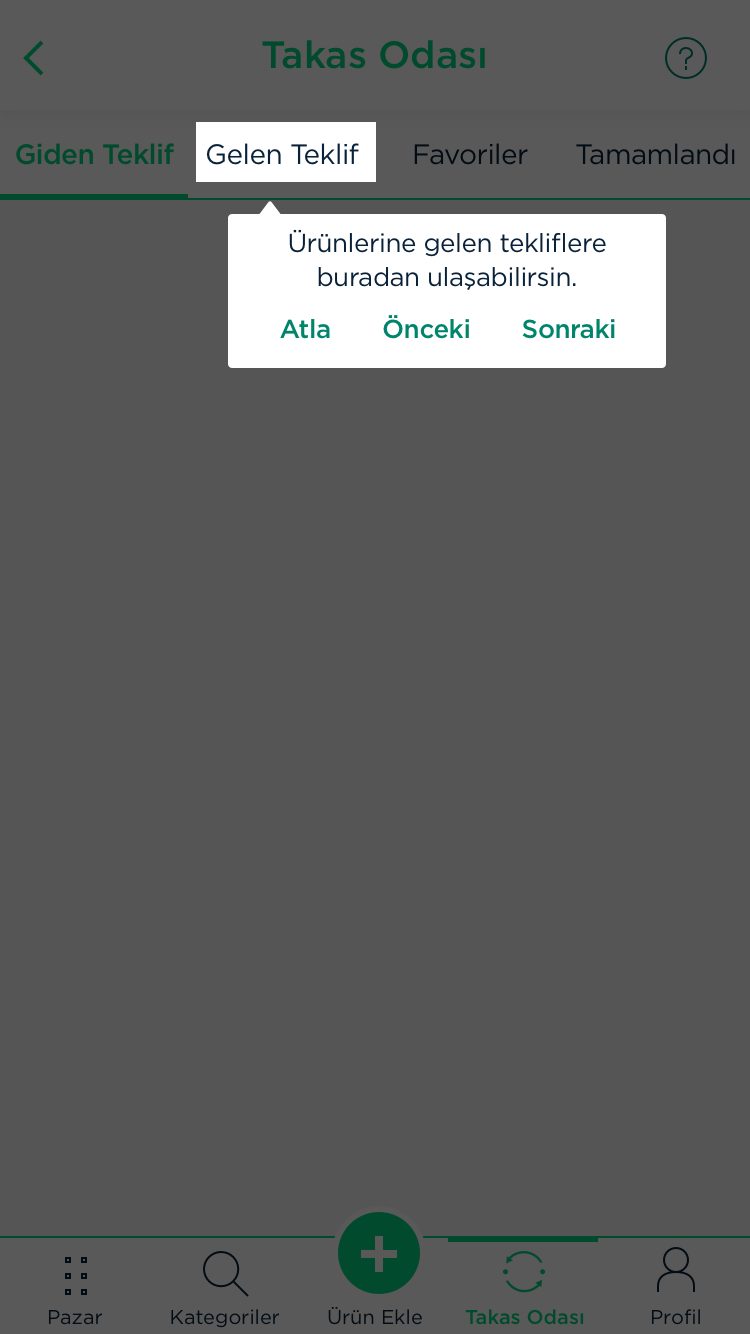 Takas Odası
?
Giden Teklif Gelen Teklif Favoriler Tamamlandı
Ürünlerine gelen tekliflere
buradan ulaşabilirsin.
Atla Önceki Sonraki
Pazar Kategoriler Ürün Ekle Takas Odası Profil